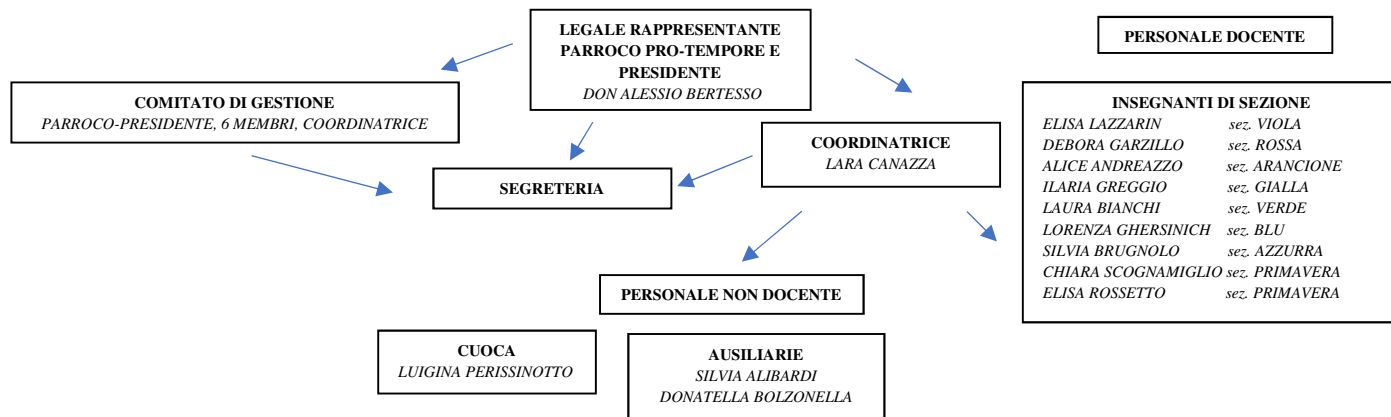 LEGALE RAPPRESENTANTE
PARROCO PRO-TEMPORE E
PRESIDENTE
DON ALESSIO BERTESSO
PERSONALE DOCENTE
COMITATO DI GESTIONE
PARROCO-PRESIDENTE, 6 MEMBRI, COORDINATRICE
COORDINATRICE
LARA CANAZZA
SEGRETERIA
INSEGNANTI DI SEZIONE
ELISA LAZZARIN sez. VIOLA
DEBORA GARZILLO sez. ROSSA
ALICE ANDREAZZO sez. ARANCIONE
ILARIA GREGGIO sez. GIALLA
LAURA BIANCHI sez. VERDE
LORENZA GHERSINICH sez. BLU
SILVIA BRUGNOLO sez. AZZURRA
CHIARA SCOGNAMIGLIO sez. PRIMAVERA
ELISA ROSSETTO sez. PRIMAVERA
PERSONALE NON DOCENTE
CUOCA
LUIGINA PERISSINOTTO
AUSILIARIE
SILVIA ALIBARDI
DONATELLA BOLZONELLA